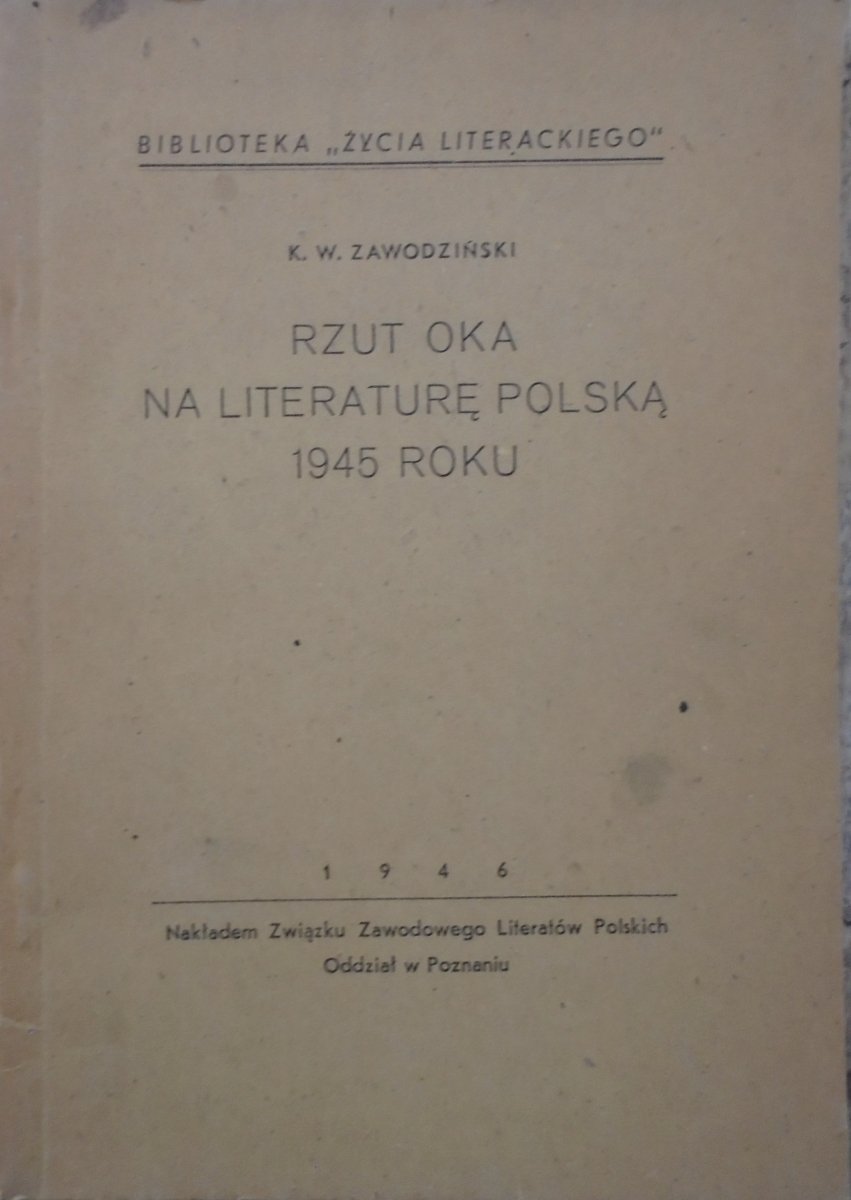 BIBLIOTEKA „ŻYCIA LITERACKIEGO"
K. W. ZAWODZIŃSKI
RZUT OKA
NA LITERATURĘ POLSKĄ
1945 ROKU
1 9 4 6
Nakładem Związku Zawodowego Literatów Polskich
Oddział w Poznaniu